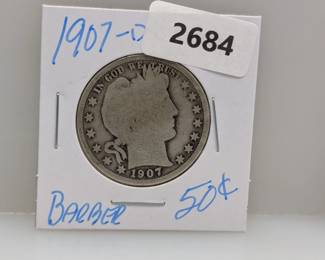 1907-O
2684
IN GOD WE TRUST
1907
BARBER 50¢